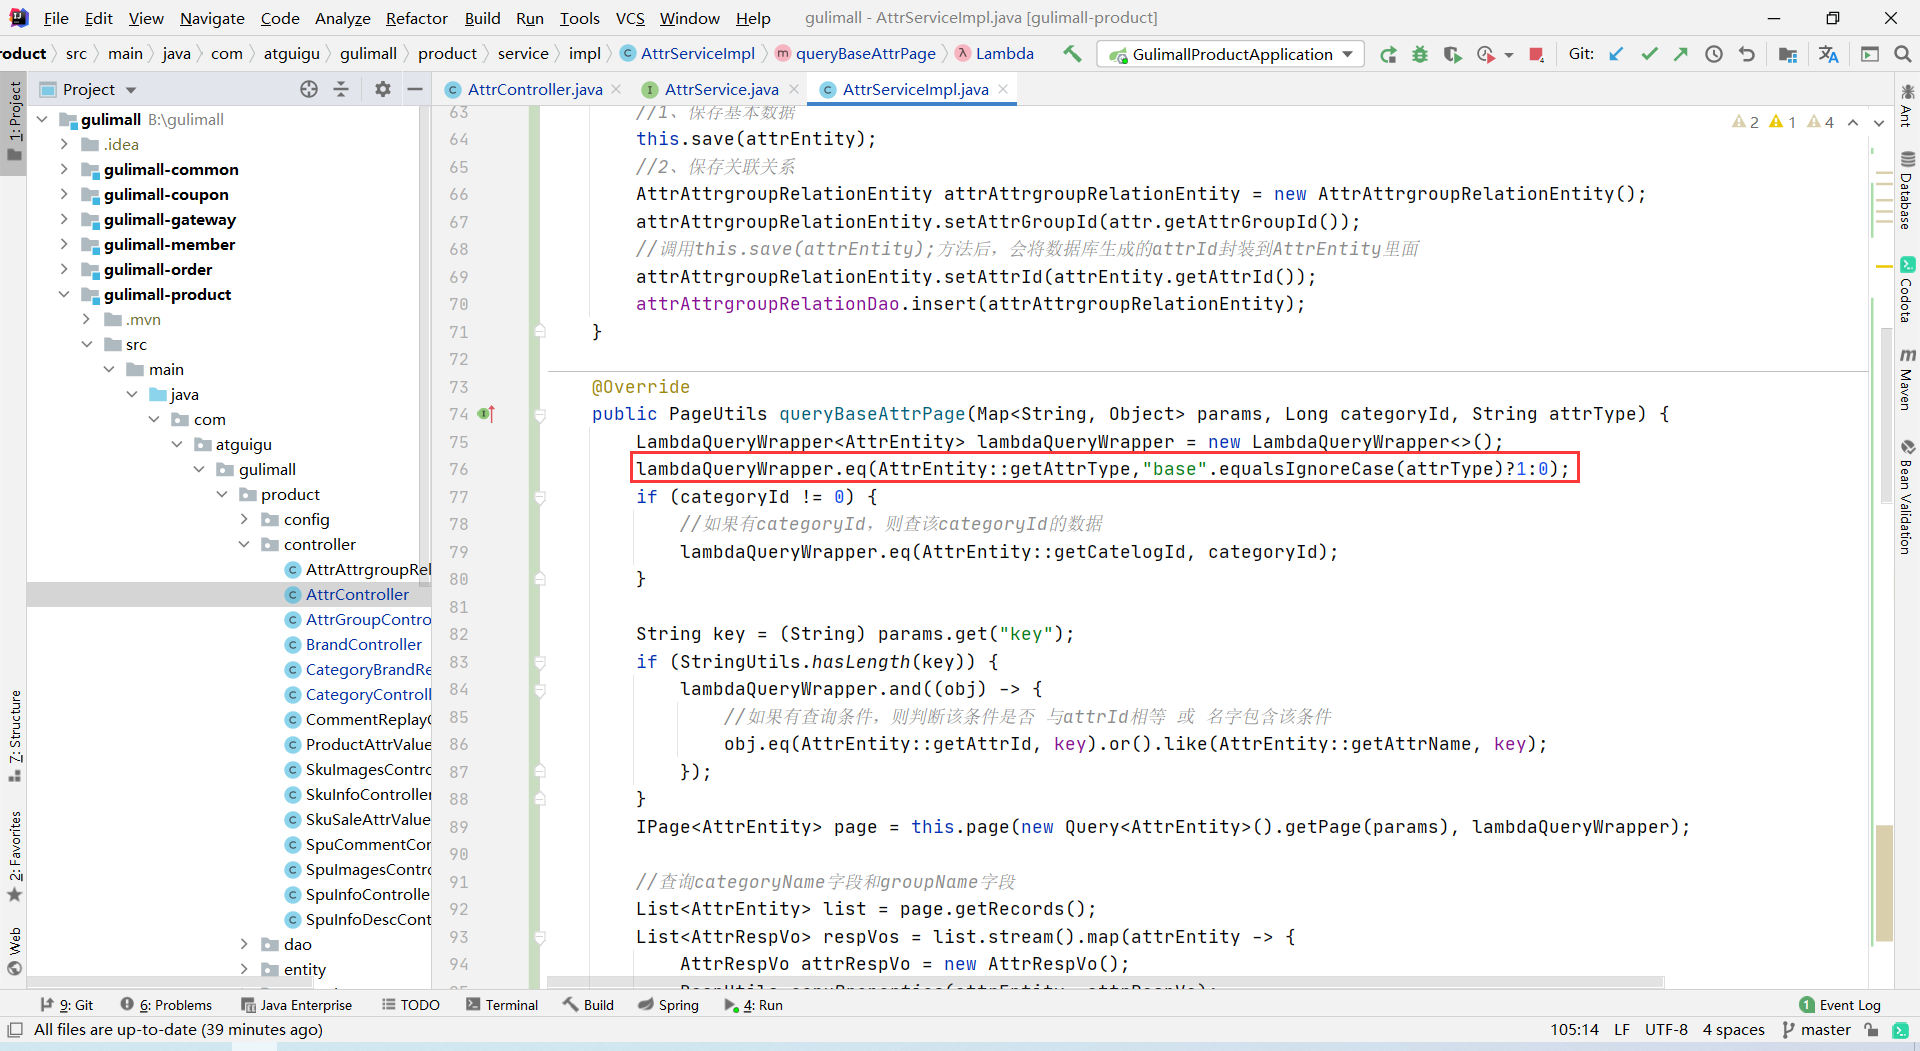 File Edit View Navigate Code Analyze Refactor Build Run Tools VCS Window Help gulimall - AttrServiceImpl.java [gulimall-product]
roduct src main java com atguigu gulimall product service impl AttrServiceImpl queryBaseAttrPage Lambda GulimallProductApplication Git:
Project
AttrController.java AttrService.java AttrServiceImpl.java
1: Project
7: Structure
2: Favorites
Web
gulimall B:\gulimall
.idea
gulimall-common
gulimall-coupon
gulimall-gateway
gulimall-member
gulimall-order
gulimall-product
.mvn
src
main
java
com
atguigu
gulimall
product
config
controller
AttrAttrgroupRel
AttrController
AttrGroupContro
BrandController
CategoryBrandRe
CategoryControll
CommentReplayC
ProductAttrValue
SkuImagesContro
SkuInfoController
SkuSaleAttrValue
SpuCommentCon
SpuImagesContro
SpuInfoControlle
SpuInfoDescCont
dao
entity
2 1 4
63 //1、保存基本数据
64 this.save(attrEntity);
65 //2、保存关联关系
66 AttrAttrgroupRelationEntity attrAttrgroupRelationEntity = new AttrAttrgroupRelationEntity();
67 attrAttrgroupRelationEntity.setAttrGroupId(attr.getAttrGroupId());
68 //调用this.save(attrEntity);方法后，会将数据库生成的attrId封装到AttrEntity里面
69 attrAttrgroupRelationEntity.setAttrId(attrEntity.getAttrId());
70 attrAttrgroupRelationDao.insert(attrAttrgroupRelationEntity);
71 }
72
73 @Override
74 public PageUtils queryBaseAttrPage(Map<String, Object> params, Long categoryId, String attrType) {
75 LambdaQueryWrapper<AttrEntity> lambdaQueryWrapper = new LambdaQueryWrapper<>();
76 lambdaQueryWrapper.eq(AttrEntity::getAttrType,"base".equalsIgnoreCase(attrType)?1:0);
77 if (categoryId != 0) {
78 //如果有categoryId，则查该categoryId的数据
79 lambdaQueryWrapper.eq(AttrEntity::getCatelogId, categoryId);
80 }
81
82 String key = (String) params.get("key");
83 if (StringUtils.hasLength(key)) {
84 lambdaQueryWrapper.and((obj) -> {
85 //如果有查询条件，则判断该条件是否 与attrId相等 或 名字包含该条件
86 obj.eq(AttrEntity::getAttrId, key).or().like(AttrEntity::getAttrName, key);
87 });
88 }
89 IPage<AttrEntity> page = this.page(new Query<AttrEntity>().getPage(params), lambdaQueryWrapper);
90
91 //查询categoryName字段和groupName字段
92 List<AttrEntity> list = page.getRecords();
93 List<AttrRespVo> respVos = list.stream().map(attrEntity -> {
94 AttrRespVo attrRespVo = new AttrRespVo();
Ant
Database
Codota
Maven
Bean Validation
9: Git 6: Problems Java Enterprise TODO Terminal Build Spring 4: Run 1 Event Log
All files are up-to-date (39 minutes ago) 105:14 LF UTF-8 4 spaces master